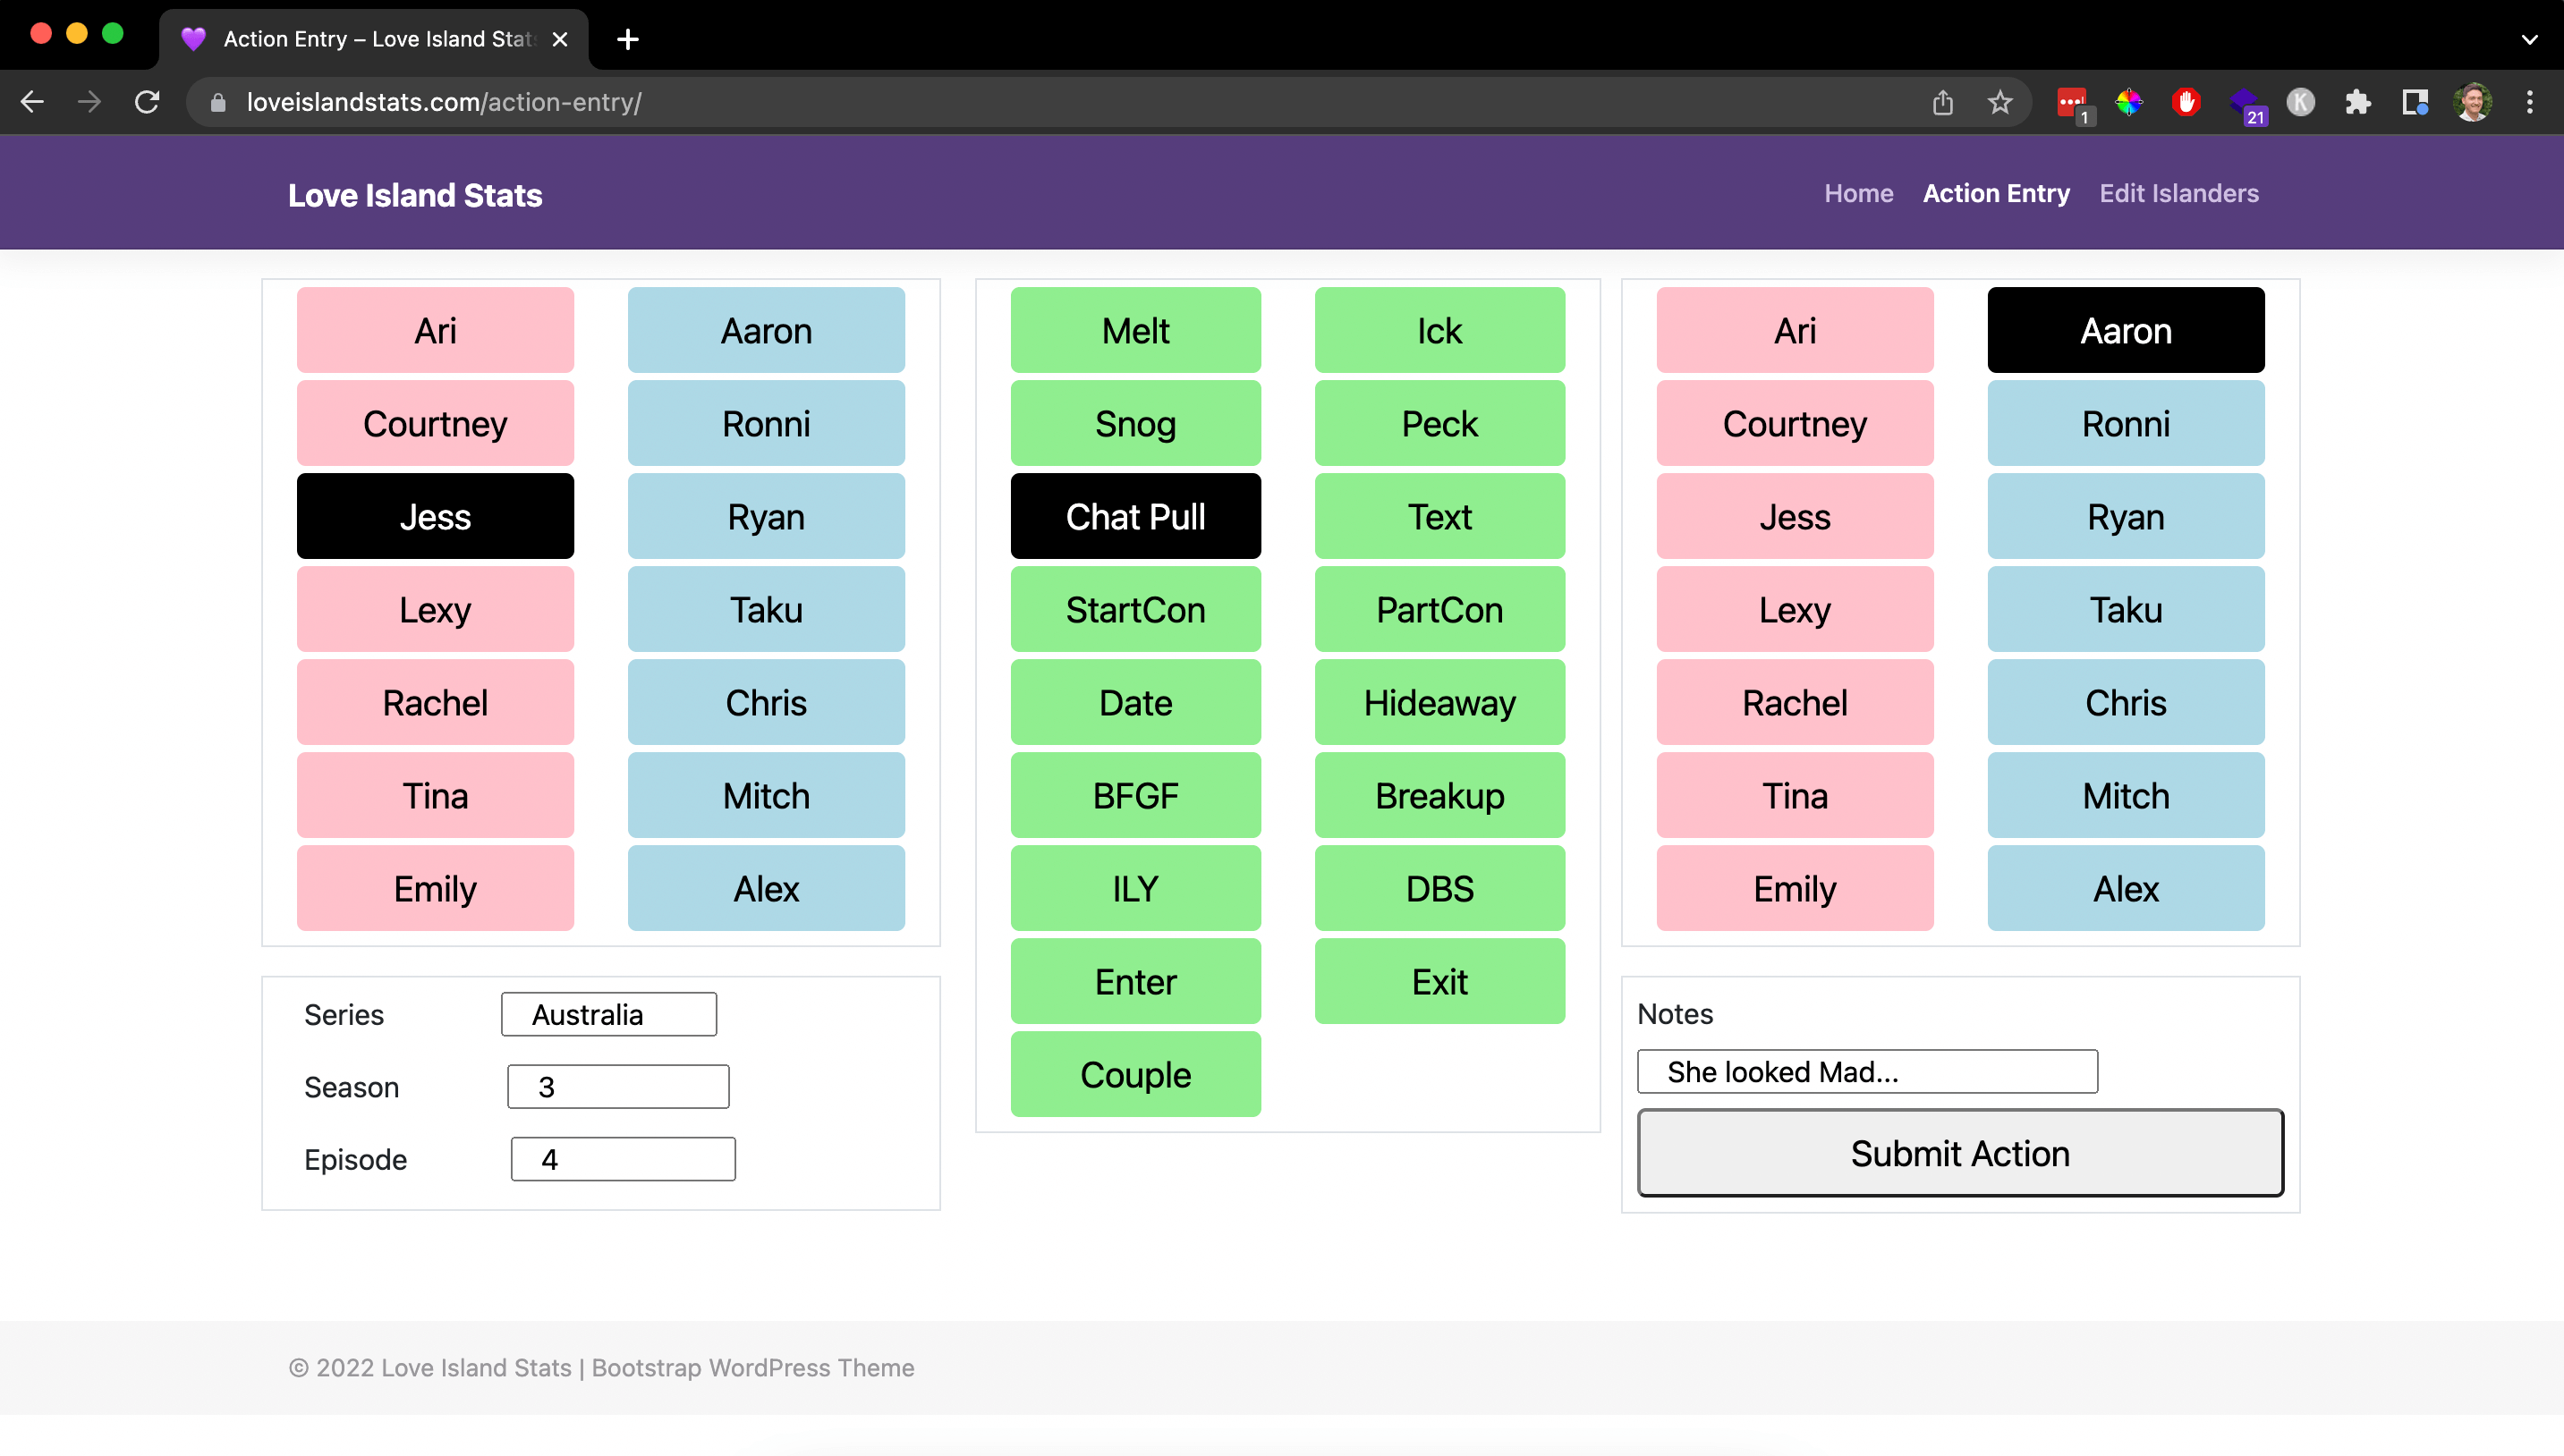 Action Entry – Love Island Stat
loveislandstats.com/action-entry/
1
21
K
Love Island Stats
Home
Action Entry
Edit Islanders
Ari
Aaron
Courtney
Ronni
Jess
Ryan
Lexy
Taku
Rachel
Chris
Tina
Mitch
Emily
Alex
Series
Australia
Season
3
Episode
4
Melt
Ick
Snog
Peck
Chat Pull
Text
StartCon
PartCon
Date
Hideaway
BFGF
Breakup
ILY
DBS
Enter
Exit
Couple
Ari
Aaron
Courtney
Ronni
Jess
Ryan
Lexy
Taku
Rachel
Chris
Tina
Mitch
Emily
Alex
Notes
She looked Mad...
Submit Action
© 2022 Love Island Stats | Bootstrap WordPress Theme